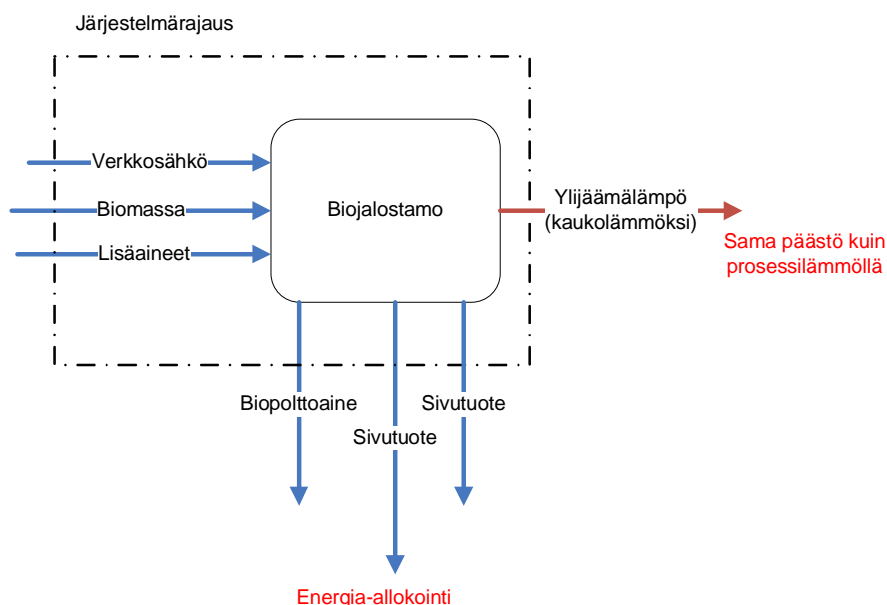 Järjestelmärajaus
Verkkosähkö
Biomassa
Lisäaineet
Biojalostamo
Ylijäämälämpö
(kaukolämmöksi)
Sama päästö kuin
prosessilämmöllä
Biopolttoaine
Sivutuote
Sivutuote
Energia-allokointi